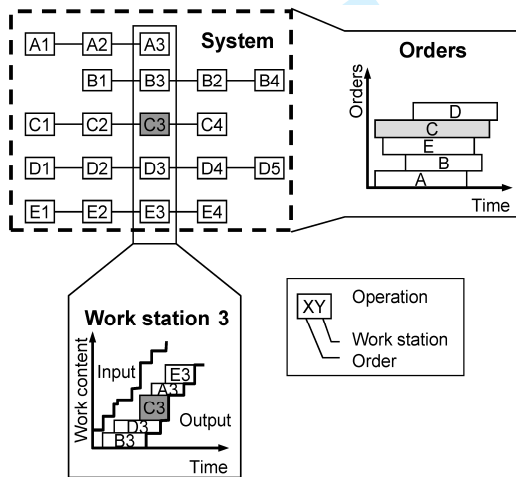 System
A1 A2 A3
B1 B3 B2 B4
C1 C2 C3 C4
D1 D2 D3 D4 D5
E1 E2 E3 E4
Orders
Orders
D
C
E
B
A
Time
Work station 3
Work content
Input
E3
A3
C3
D3
B3
Output
Time
XY
Operation
Work station
Order